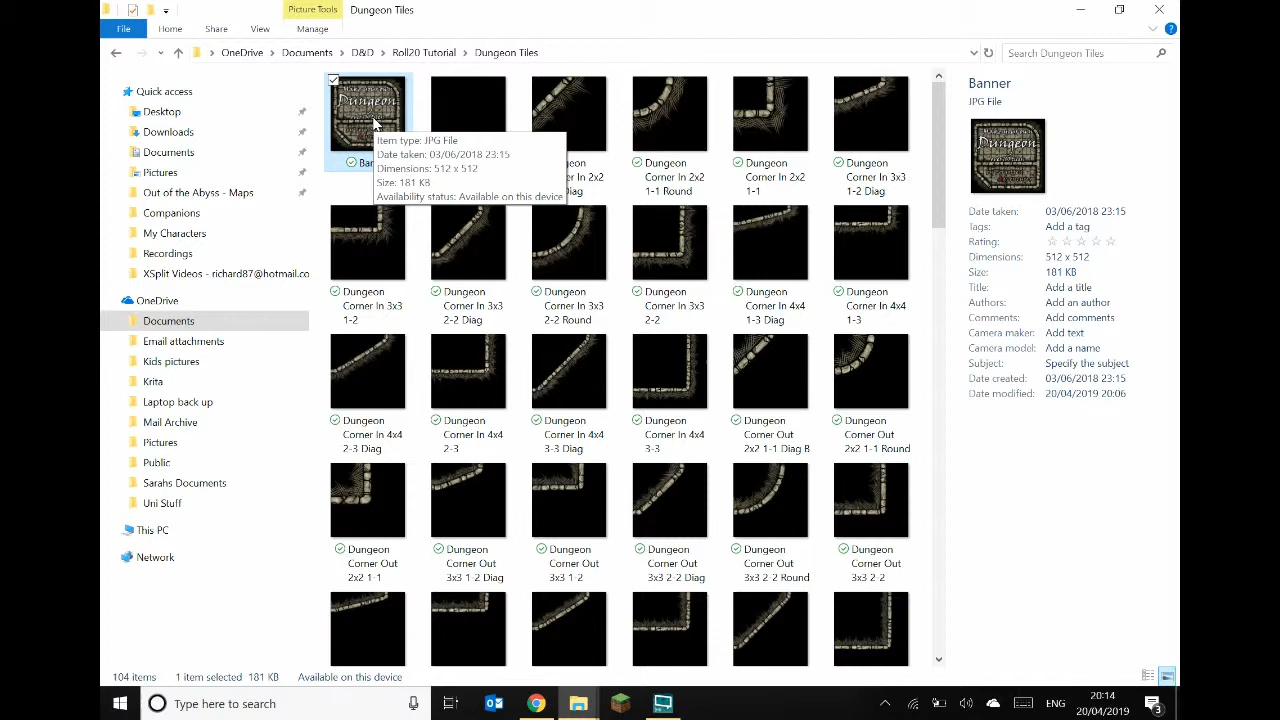 Picture Tools
Dungeon Tiles
File
Home
Share
View
Manage
OneDrive
Documents
D&D
Roll20 Tutorial
Dungeon Tiles
Search Dungeon Tiles
Quick access
Desktop
Downloads
Documents
Pictures
Out of the Abyss - Maps
Companions
My Characters
Recordings
XSplit Videos - richard87@hotmail.co
OneDrive
Documents
Email attachments
Kids pictures
Krita
Laptop back up
Mail Archive
Pictures
Public
Sarahs Documents
Uni Stuff
This PC
Network
Dungeon
Item type: JPG File
Date taken: 03/06/2018 23:15
Dimensions: 512 x 512
Size: 181 KB
Availability status: Available on this device
Dungeon
Corner In 2x2
1-1 Round
Dungeon
Corner In 2x2
1-1
Dungeon
Corner In 3x3
1-2 Diag
Dungeon
Corner In 3x3
1-2
Dungeon
Corner In 3x3
2-2 Diag
Dungeon
Corner In 3x3
2-2 Round
Dungeon
Corner In 3x3
2-2
Dungeon
Corner In 4x4
1-3 Diag
Dungeon
Corner In 4x4
1-3
Dungeon
Corner In 4x4
2-3 Diag
Dungeon
Corner In 4x4
2-3
Dungeon
Corner In 4x4
3-3 Diag
Dungeon
Corner In 4x4
3-3
Dungeon
Corner Out
2x2 1-1 Diag B
Dungeon
Corner Out
2x2 1-1 Round
Dungeon
Corner Out
2x2 1-1
Dungeon
Corner Out
3x3 1-2 Diag
Dungeon
Corner Out
3x3 1-2
Dungeon
Corner Out
3x3 2-2 Diag
Dungeon
Corner Out
3x3 2-2 Round
Dungeon
Corner Out
3x3 2-2
Banner
JPG File
Make your own
Dungeon
Date taken: 03/06/2018 23:15
Tags: Add a tag
Rating:
Dimensions: 512 x 512
Size: 181 KB
Title: Add a title
Authors: Add an author
Comments: Add comments
Camera maker: Add text
Camera model: Add a name
Subject: Specify the subject
Date created: 03/06/2018 23:15
Date modified: 20/04/2019 20:06
104 items
1 item selected 181 KB
Available on this device
Type here to search
ENG
20:14
20/04/2019
3